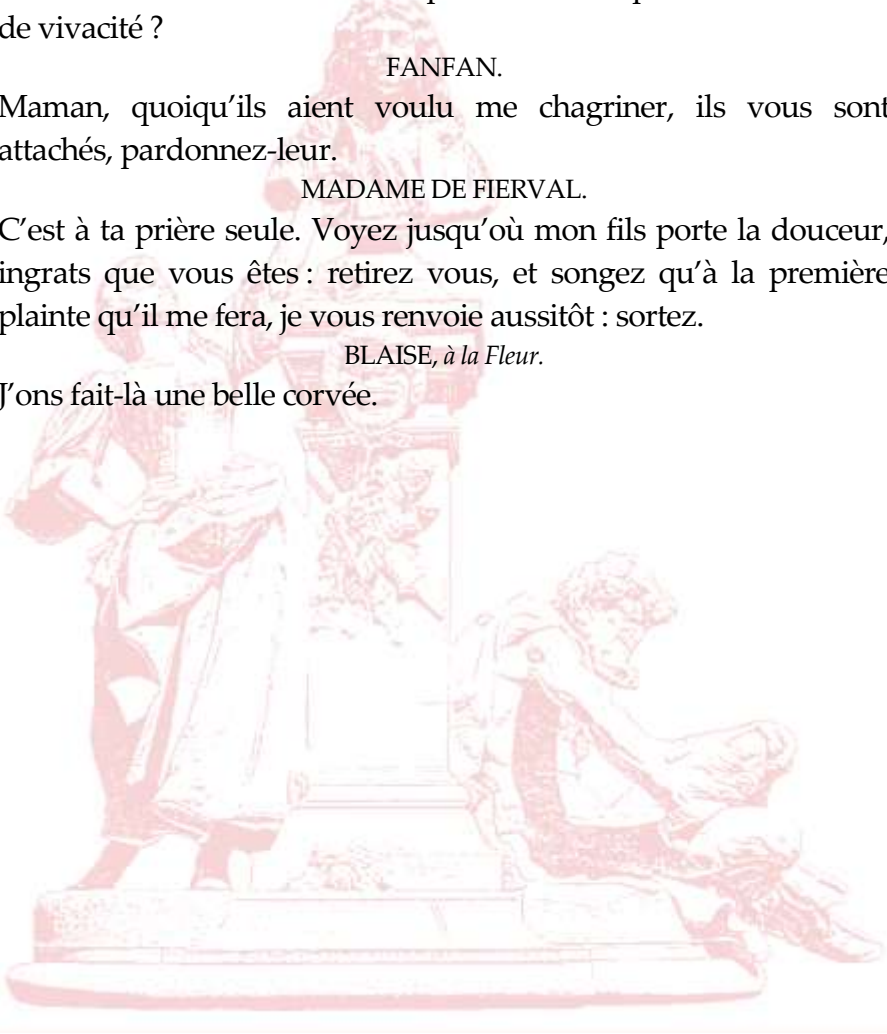 de vivacité ?
FANFAN.
Maman, quoiqu’ils aient voulu me chagriner, ils vous sont
attachés, pardonnez-leur.
MADAME DE FIERVAL.
C’est à ta prière seule. Voyez jusqu’où mon fils porte la douceur,
ingrats que vous êtes : retirez vous, et songez qu’à la première
plainte qu’il me fera, je vous renvoie aussitôt : sortez.
BLAISE, à la Fleur.
J’ons fait-là une belle corvée.